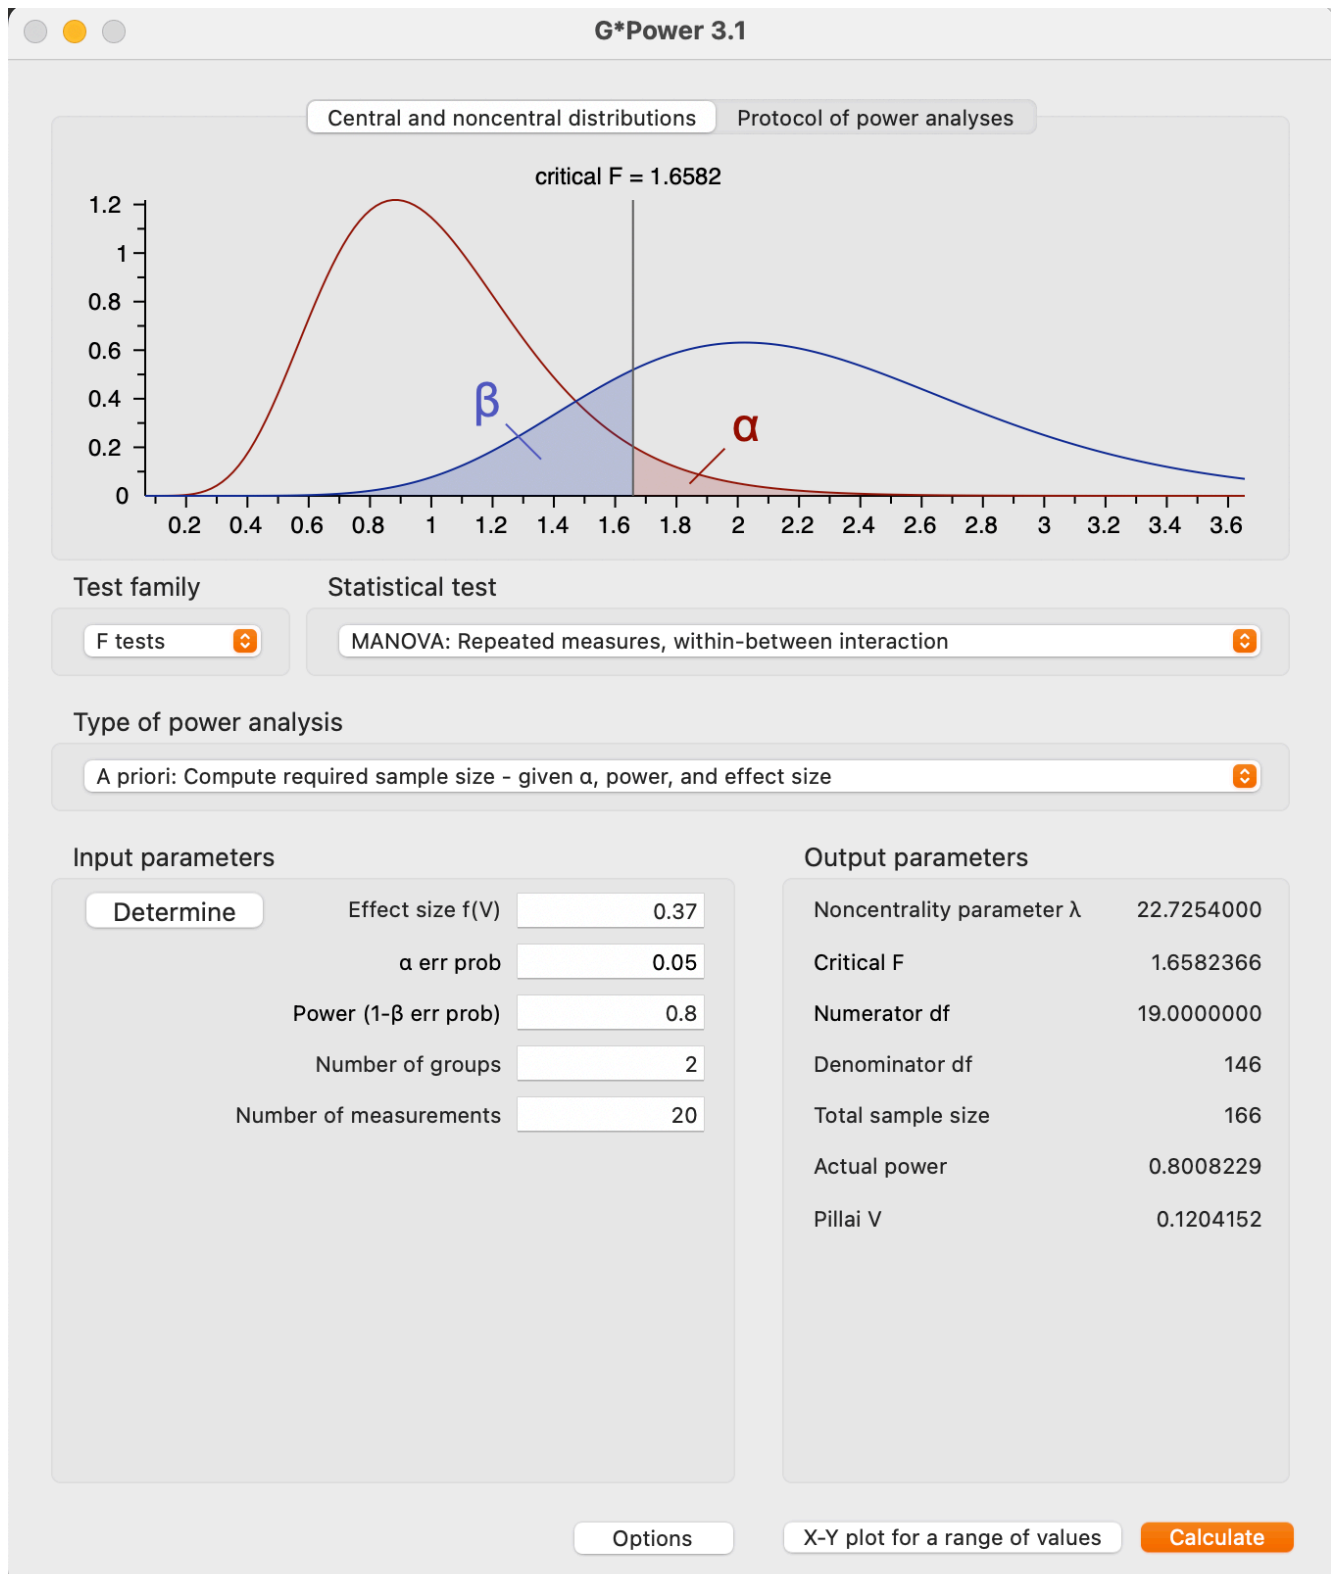 G*Power 3.1
Central and noncentral distributions Protocol of power analyses
critical F = 1.6582
1.2
1
0.8
0.6
0.4
0.2
0
β
α
0.2 0.4 0.6 0.8 1 1.2 1.4 1.6 1.8 2 2.2 2.4 2.6 2.8 3 3.2 3.4 3.6
Test family Statistical test
F tests MANOVA: Repeated measures, within-between interaction
Type of power analysis
A priori: Compute required sample size - given α, power, and effect size
Input parameters Output parameters
Determine Effect size f(V) 0.37 Noncentrality parameter λ 22.7254000
α err prob 0.05 Critical F 1.6582366
Power (1-β err prob) 0.8 Numerator df 19.0000000
Number of groups 2 Denominator df 146
Number of measurements 20 Total sample size 166
Actual power 0.8008229
Pillai V 0.1204152
Options X-Y plot for a range of values Calculate